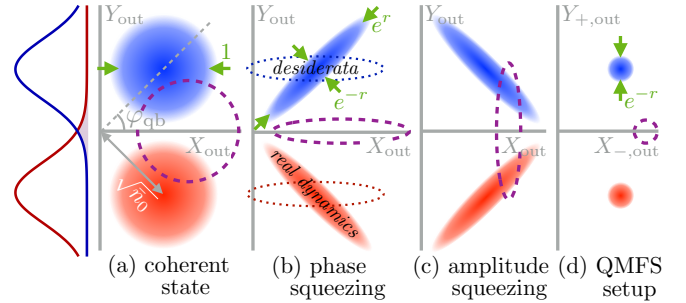 Y_out Y_out Y_out Y_+,out
1 e^r
desiderata
e^−r e^−r
φ_qb
X_out X_out X_out X_−,out
√n̄_0 real dynamics
(a) coherent state
(b) phase squeezing
(c) amplitude squeezing
(d) QMFS setup